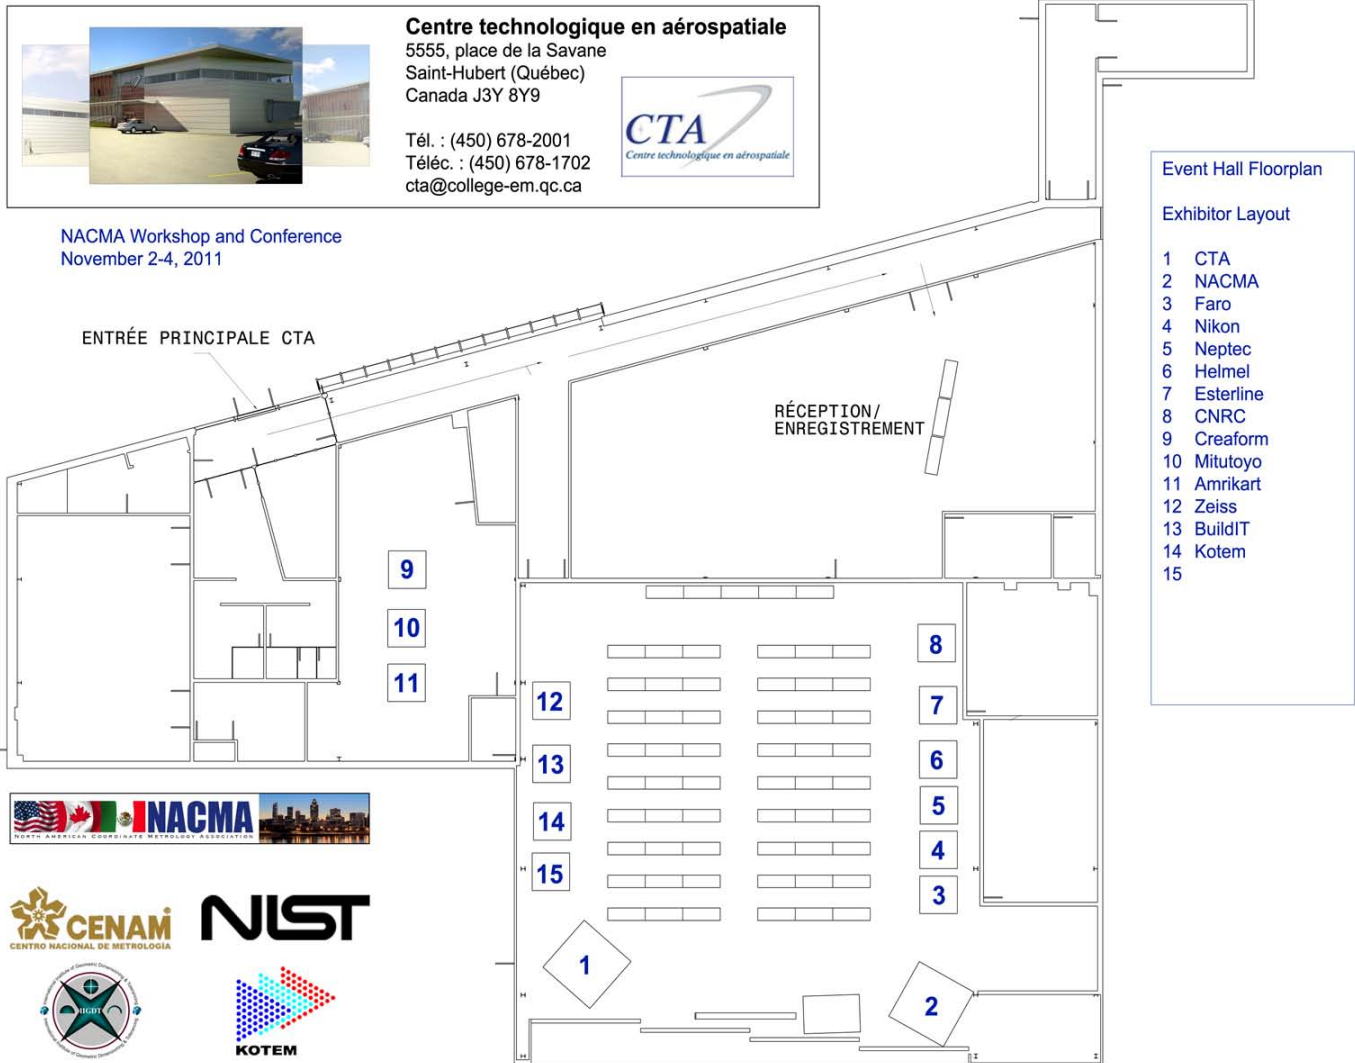 Centre technologique en aérospatiale
5555, place de la Savane
Saint-Hubert (Québec)
Canada J3Y 8Y9
Tél. : (450) 678-2001
Téléc. : (450) 678-1702
cta@college-em.qc.ca
CTA
Centre technologique en aérospatiale
NACMA Workshop and Conference
November 2-4, 2011
Event Hall Floorplan
Exhibitor Layout
1 CTA
2 NACMA
3 Faro
4 Nikon
5 Neptec
6 Helmel
7 Esterline
8 CNRC
9 Creaform
10 Mitutoyo
11 Amrikart
12 Zeiss
13 BuildIT
14 Kotem
15
ENTRÉE PRINCIPALE CTA
RÉCEPTION/
ENREGISTREMENT
9
10
11
12
13
14
15
8
7
6
5
4
3
1
2
NACMA
NORTH AMERICAN COORDINATE METROLOGY ASSOCIATION
CENAM
CENTRO NACIONAL DE METROLOGÍA
NIST
IIGDT
KOTEM